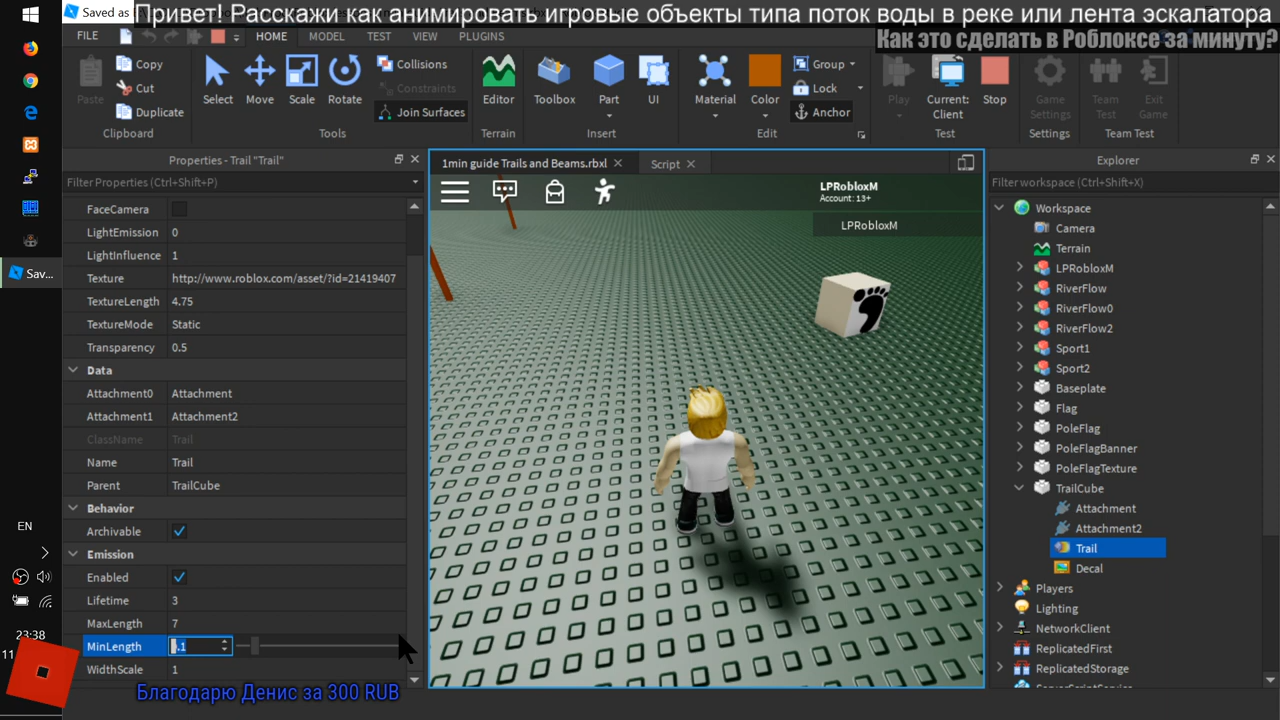 Saved as
Привет! Расскажи как анимировать игровые объекты типа поток воды в реке или лента эскалатора
Как это сделать в Роблоксе за минуту?
FILE
HOME
MODEL
TEST
VIEW
PLUGINS
Paste
Copy
Cut
Duplicate
Clipboard
Select
Move
Scale
Rotate
Collisions
Constraints
Join Surfaces
Tools
Editor
Terrain
Toolbox
Part
UI
Insert
Material
Color
Group
Lock
Anchor
Edit
Play
Current:
Client
Stop
Test
Game
Settings
Settings
Team
Test
Exit
Game
Team Test
Properties - Trail "Trail"
Filter Properties (Ctrl+Shift+P)
FaceCamera
LightEmission 0
LightInfluence 1
Texture http://www.roblox.com/asset/?id=21419407
TextureLength 4.75
TextureMode Static
Transparency 0.5
Data
Attachment0 Attachment
Attachment1 Attachment2
ClassName Trail
Name Trail
Parent TrailCube
Behavior
Archivable
Emission
Enabled
Lifetime 3
MaxLength 7
MinLength .1
WidthScale 1
1min guide Trails and Beams.rbxl
Script
LPRobloxM
Account: 13+
LPRobloxM
Explorer
Filter workspace (Ctrl+Shift+X)
Workspace
Camera
Terrain
LPRobloxM
RiverFlow
RiverFlow0
RiverFlow2
Sport1
Sport2
Baseplate
Flag
PoleFlag
PoleFlagBanner
PoleFlagTexture
TrailCube
Attachment
Attachment2
Trail
Decal
Players
Lighting
NetworkClient
ReplicatedFirst
ReplicatedStorage
Sav...
EN
23:38
11
Благодарю Денис за 300 RUB